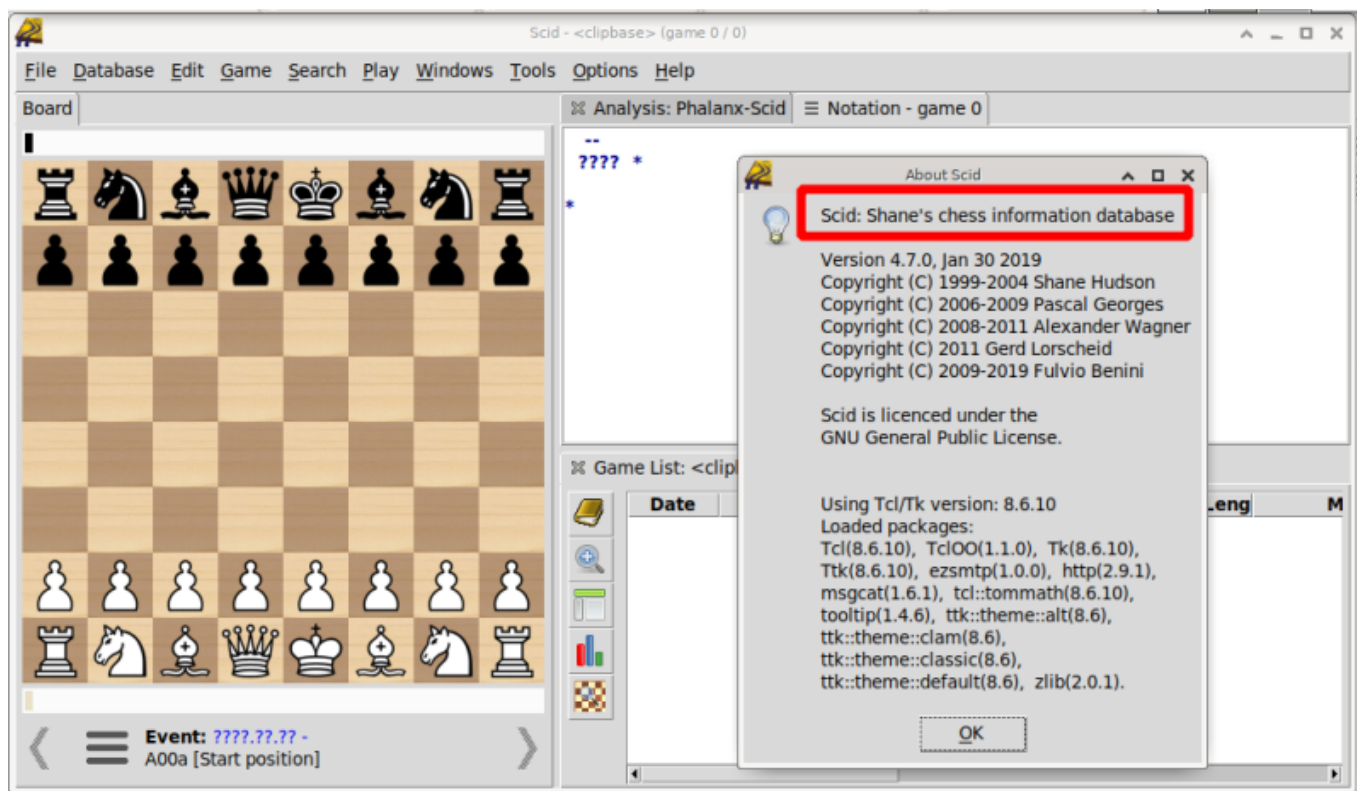 Scid - <clipbase> (game 0 / 0)
File Database Edit Game Search Play Windows Tools Options Help
Board
Analysis: Phalanx-Scid
Notation - game 0
--
???? *
*
About Scid
Scid: Shane's chess information database
Version 4.7.0, Jan 30 2019
Copyright (C) 1999-2004 Shane Hudson
Copyright (C) 2006-2009 Pascal Georges
Copyright (C) 2008-2011 Alexander Wagner
Copyright (C) 2011 Gerd Lorscheid
Copyright (C) 2009-2019 Fulvio Benini
Scid is licenced under the
GNU General Public License.
Using Tcl/Tk version: 8.6.10
Loaded packages:
Tcl(8.6.10), TclOO(1.1.0), Tk(8.6.10),
Ttk(8.6.10), ezsmtp(1.0.0), http(2.9.1),
msgcat(1.6.1), tcl::tommath(8.6.10),
tooltip(1.4.6), ttk::theme::alt(8.6),
ttk::theme::clam(8.6),
ttk::theme::classic(8.6),
ttk::theme::default(8.6), zlib(2.0.1).
OK
Game List:
Date
M
Event: ????.??.?? -
A00a [Start position]